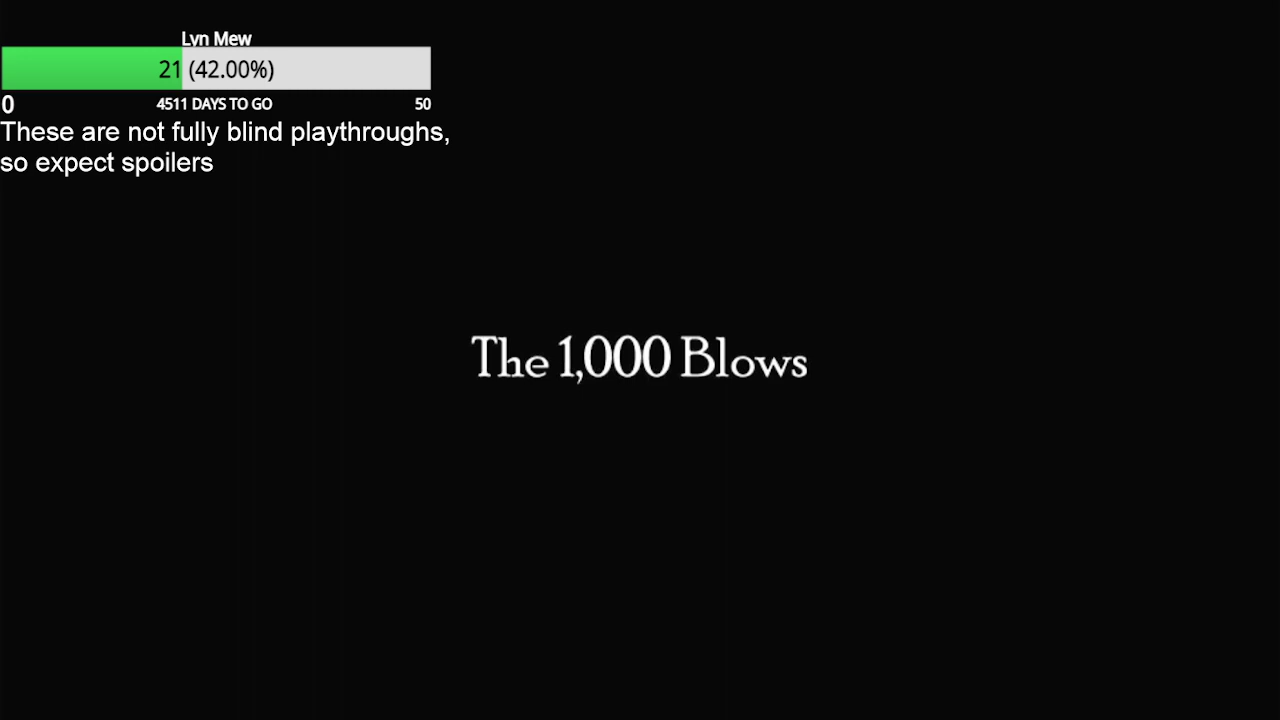 Lyn Mew
21 (42.00%)
0 4511 DAYS TO GO 50
These are not fully blind playthroughs,
so expect spoilers
The 1,000 Blows